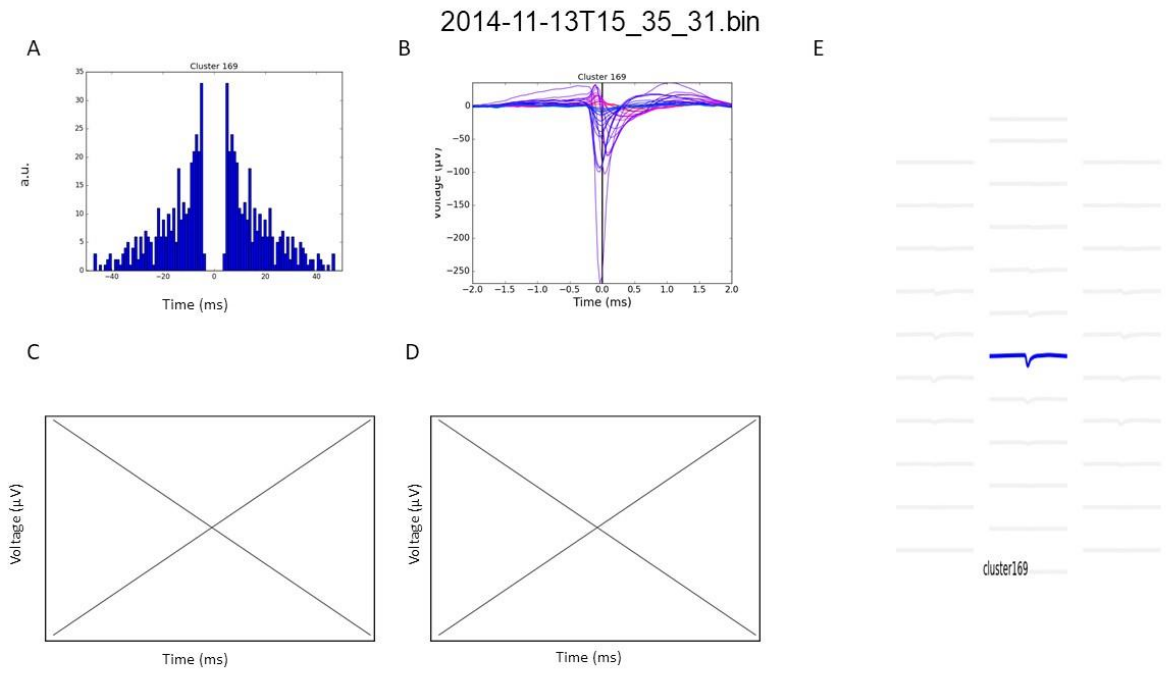 2014-11-13T15_35_31.bin
A
Cluster 169
35
30
25
20
15
10
5
0
−40
−20
0
20
40
a.u.
Time (ms)
B
Cluster 169
0
−50
−100
−150
−200
−250
−2.0
−1.5
−1.0
−0.5
0.0
0.5
1.0
1.5
2.0
Voltage (μV)
Time (ms)
E
cluster169
C
Voltage (μV)
Time (ms)
D
Voltage (μV)
Time (ms)